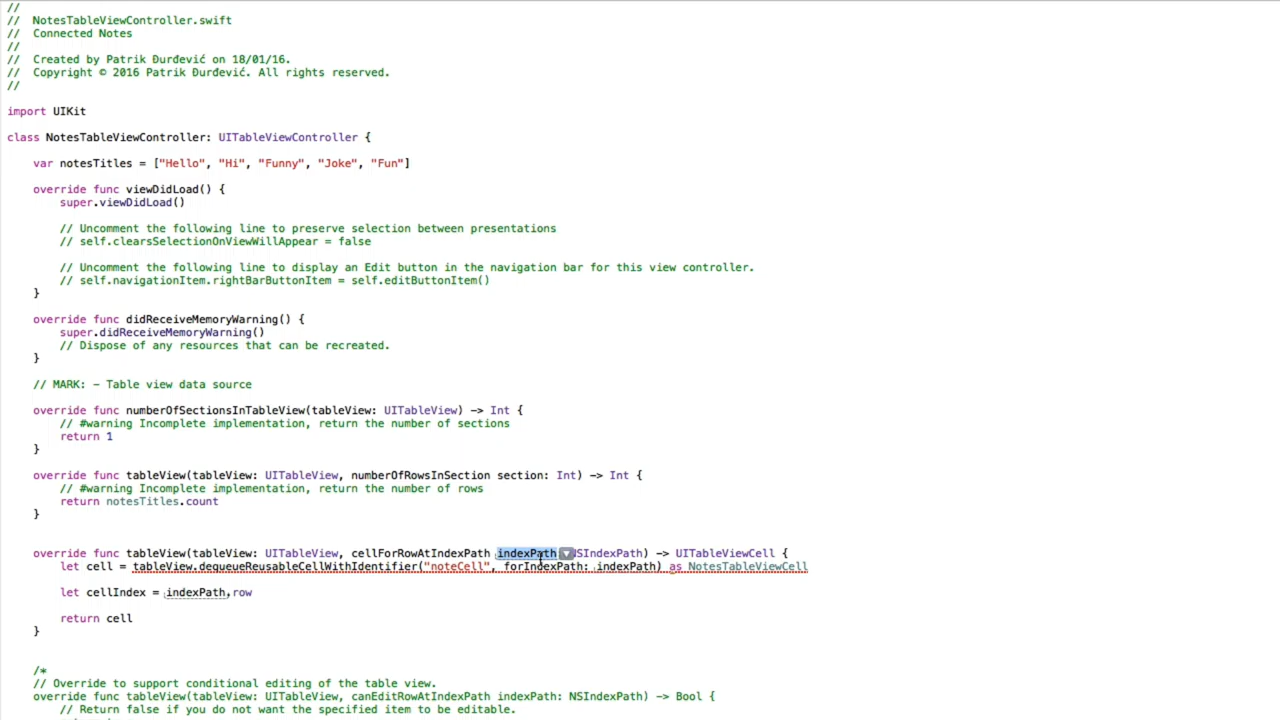 //
//  NotesTableViewController.swift
//  Connected Notes
//
//  Created by Patrik Đurđević on 18/01/16.
//  Copyright © 2016 Patrik Đurđević. All rights reserved.
//
import UIKit
class NotesTableViewController: UITableViewController {
var notesTitles = ["Hello", "Hi", "Funny", "Joke", "Fun"]
override func viewDidLoad() {
super.viewDidLoad()
// Uncomment the following line to preserve selection between presentations
// self.clearsSelectionOnViewWillAppear = false
// Uncomment the following line to display an Edit button in the navigation bar for this view controller.
// self.navigationItem.rightBarButtonItem = self.editButtonItem()
}
override func didReceiveMemoryWarning() {
super.didReceiveMemoryWarning()
// Dispose of any resources that can be recreated.
}
// MARK: - Table view data source
override func numberOfSectionsInTableView(tableView: UITableView) -> Int {
// #warning Incomplete implementation, return the number of sections
return 1
}
override func tableView(tableView: UITableView, numberOfRowsInSection section: Int) -> Int {
// #warning Incomplete implementation, return the number of rows
return notesTitles.count
}
override func tableView(tableView: UITableView, cellForRowAtIndexPath indexPath NSIndexPath) -> UITableViewCell {
let cell = tableView.dequeueReusableCellWithIdentifier("noteCell", forIndexPath: indexPath) as NotesTableViewCell
let cellIndex = indexPath.row
return cell
}
/*
// Override to support conditional editing of the table view.
override func tableView(tableView: UITableView, canEditRowAtIndexPath indexPath: NSIndexPath) -> Bool {
// Return false if you do not want the specified item to be editable.